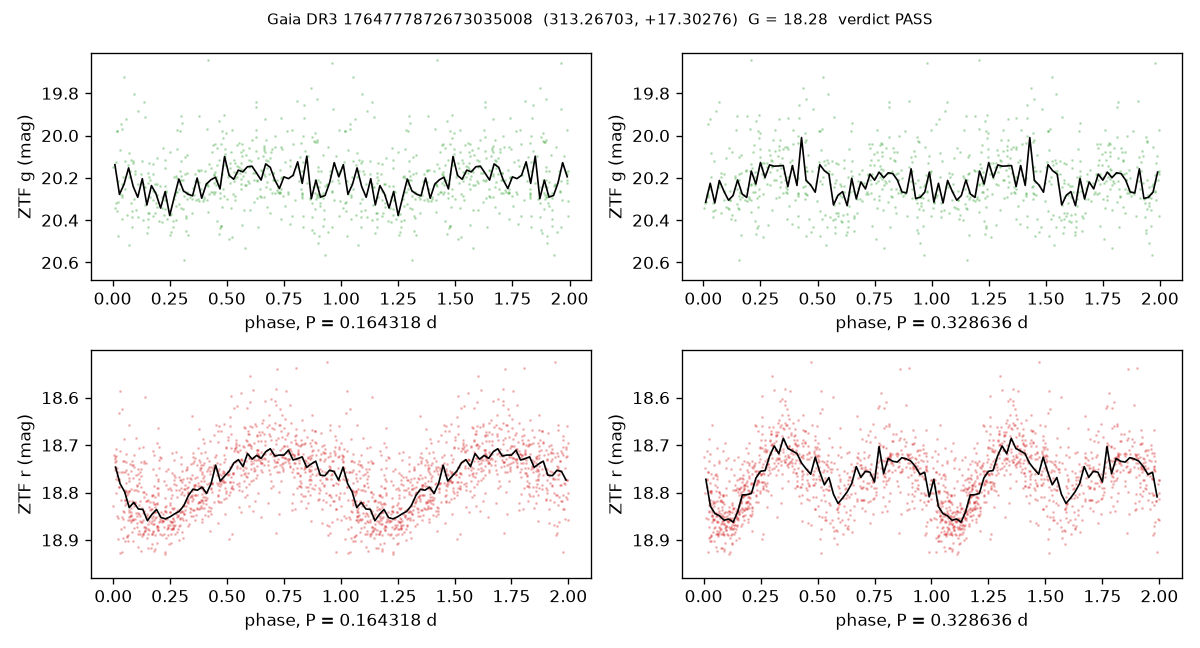 Gaia DR3 1764777872673035008  (313.26703, +17.30276)  G = 18.28  verdict PASS
ZTF g (mag)
19.8
20.0
20.2
20.4
20.6
0.00 0.25 0.50 0.75 1.00 1.25 1.50 1.75 2.00
phase, P = 0.164318 d
ZTF g (mag)
19.8
20.0
20.2
20.4
20.6
0.00 0.25 0.50 0.75 1.00 1.25 1.50 1.75 2.00
phase, P = 0.328636 d
ZTF r (mag)
18.6
18.7
18.8
18.9
0.00 0.25 0.50 0.75 1.00 1.25 1.50 1.75 2.00
phase, P = 0.164318 d
ZTF r (mag)
18.6
18.7
18.8
18.9
0.00 0.25 0.50 0.75 1.00 1.25 1.50 1.75 2.00
phase, P = 0.328636 d